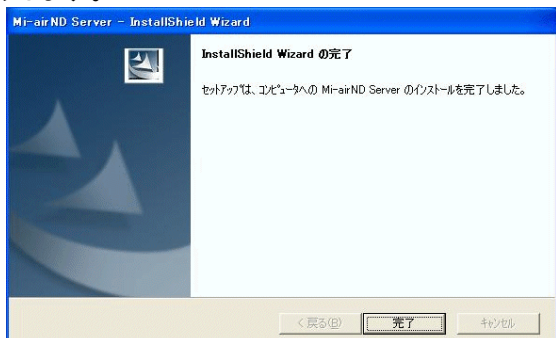 Mi-airND Server - InstallShield Wizard
InstallShield Wizard の完了
セットアップは、コンピュータへの Mi-airND Server のインストールを完了しました。
< 戻る(B)
完了
キャンセル